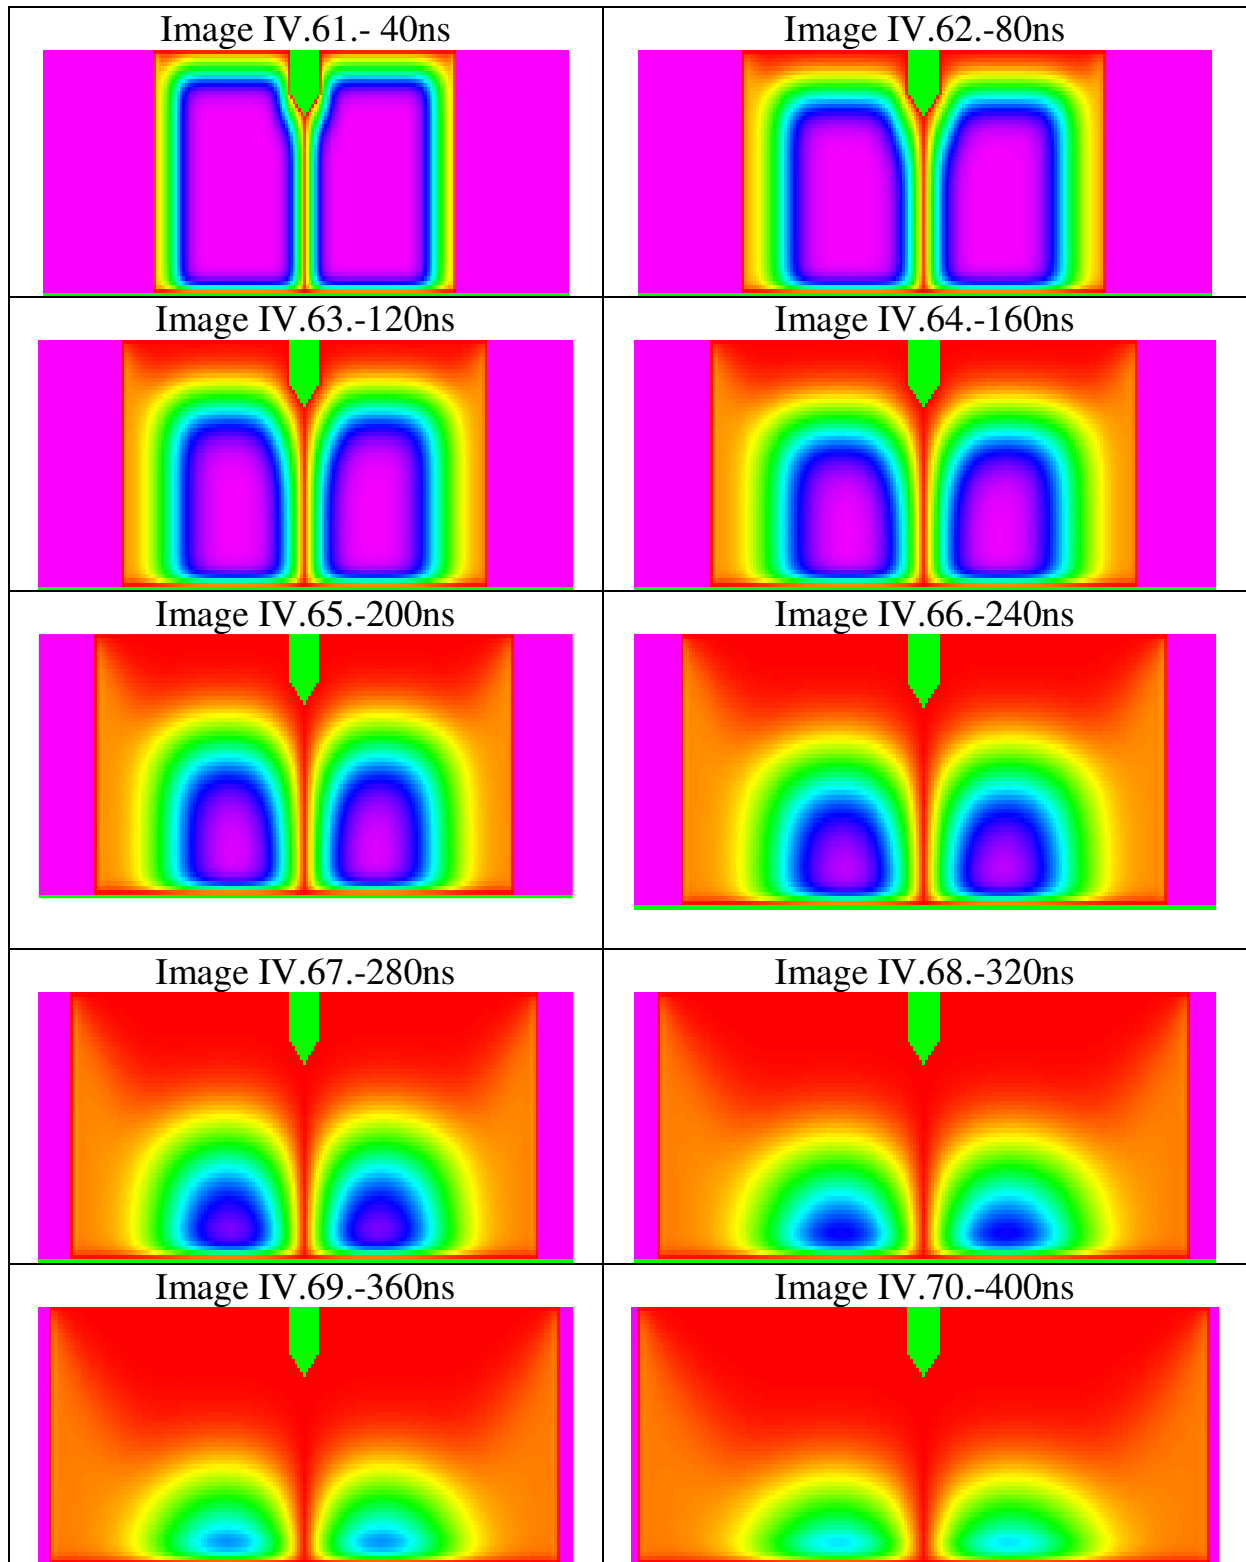 Image IV.61.- 40ns
Image IV.62.-80ns
Image IV.63.-120ns
Image IV.64.-160ns
Image IV.65.-200ns
Image IV.66.-240ns
Image IV.67.-280ns
Image IV.68.-320ns
Image IV.69.-360ns
Image IV.70.-400ns